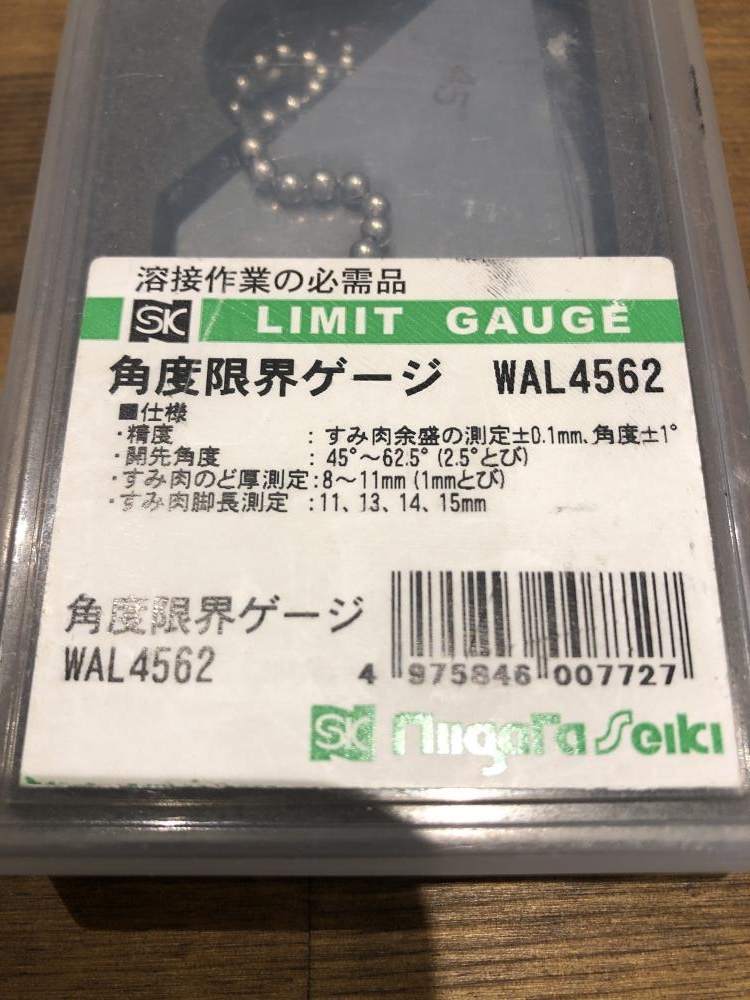 45°
溶接作業の必需品
SK LIMIT GAUGE
角度限界ゲージ WAL4562
■仕様
・精度 : すみ肉余盛の測定±0.1mm、角度±1°
・開先角度 : 45°～62.5° (2.5°とび)
・すみ肉のど厚測定:8～11mm (1mmとび)
・すみ肉脚長測定 : 11、13、14、15mm
角度限界ゲージ
WAL4562
4 975846 007727
SK Niigata Seiki